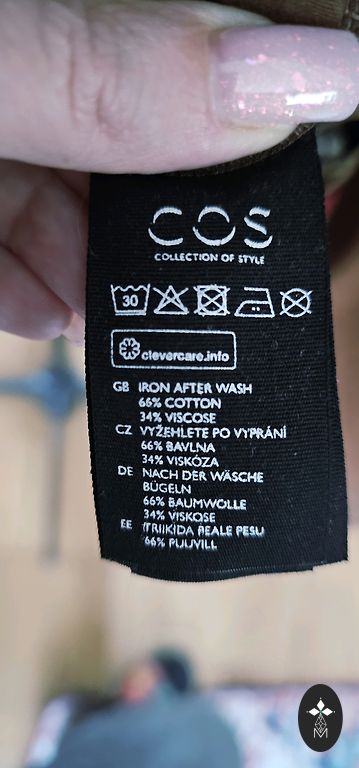 COS
COLLECTION OF STYLE
30
clevercare.info
GB IRON AFTER WASH
66% COTTON
34% VISCOSE
CZ VYŽEHLETE PO VYPRÁNÍ
66% BAVLNA
34% VISKÓZA
DE NACH DER WÄSCHE
BÜGELN
66% BAUMWOLLE
34% VISKOSE
EE TRIIKIDA PEALE PESU
66% PUUVILL
M